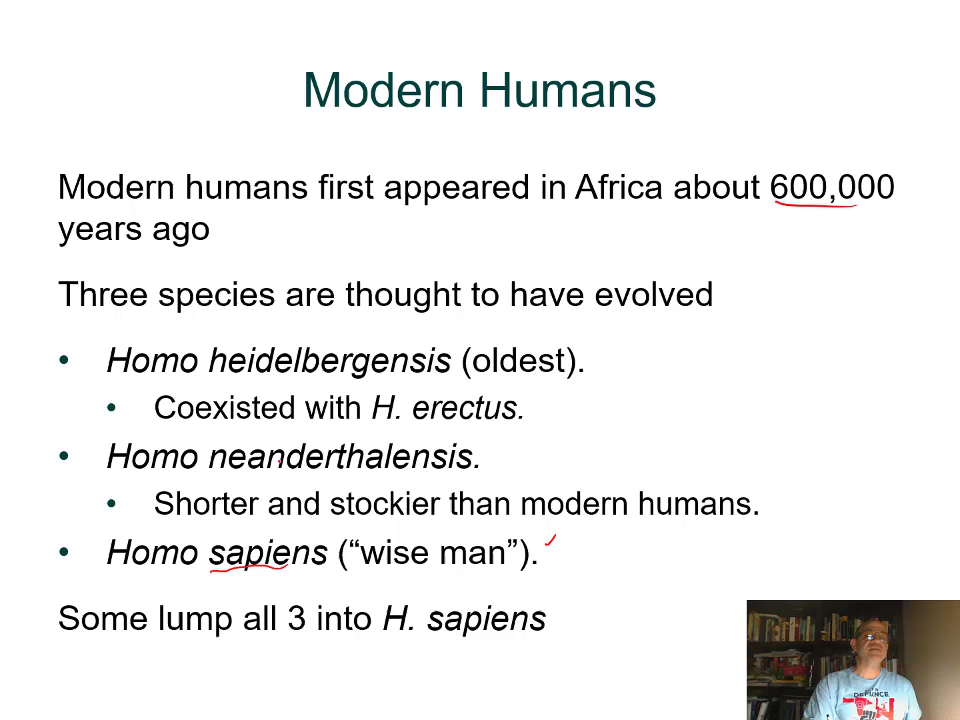 Modern Humans
Modern humans first appeared in Africa about 600,000
years ago
Three species are thought to have evolved
• Homo heidelbergensis (oldest).
• Coexisted with H. erectus.
• Homo neanderthalensis.
• Shorter and stockier than modern humans.
• Homo sapiens (“wise man”).
Some lump all 3 into H. sapiens
DEFIANCE